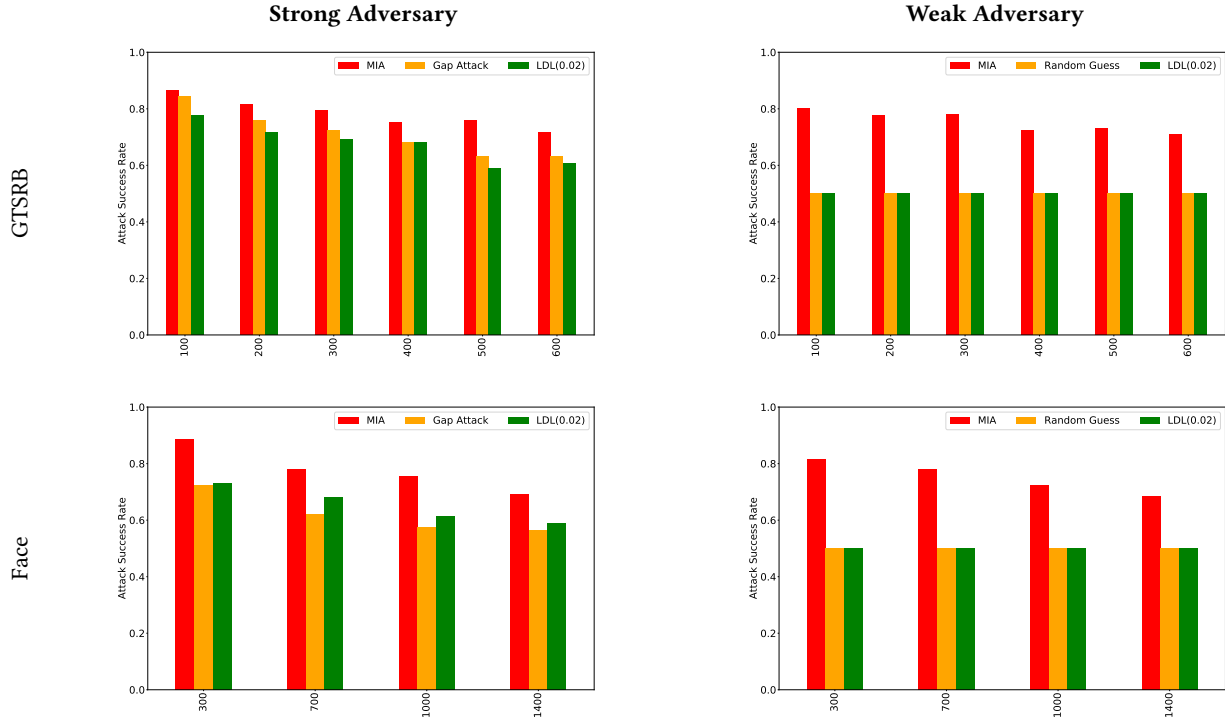 Strong Adversary
Weak Adversary
GTSRB
1.0
0.8
0.6
0.4
0.2
0.0
Attack Success Rate
MIA Gap Attack LDL(0.02)
100 200 300 400 500 600
1.0
0.8
0.6
0.4
0.2
0.0
Attack Success Rate
MIA Random Guess LDL(0.02)
100 200 300 400 500 600
Face
1.0
0.8
0.6
0.4
0.2
0.0
Attack Success Rate
MIA Gap Attack LDL(0.02)
300 700 1000 1400
1.0
0.8
0.6
0.4
0.2
0.0
Attack Success Rate
MIA Random Guess LDL(0.02)
300 700 1000 1400